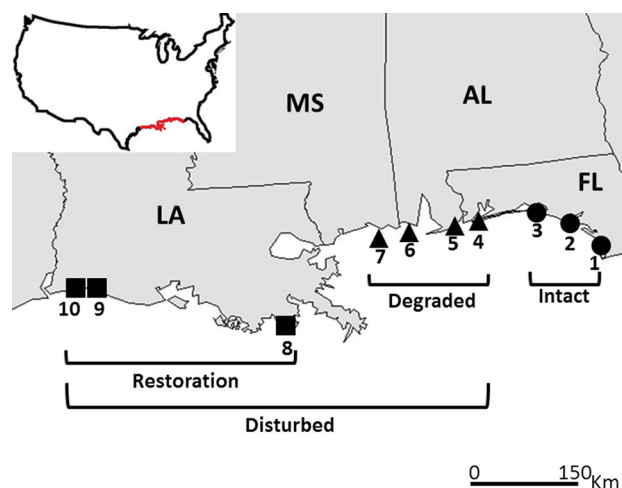 MS
AL
FL
LA
3
2
1
7
6
5
4
10
9
8
Degraded
Intact
Restoration
Disturbed
0
150
Km